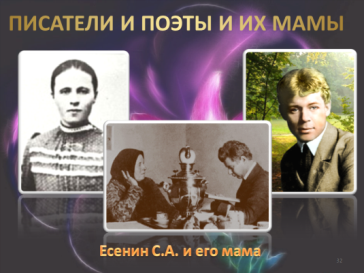 ПИСАТЕЛИ И ПОЭТЫ И ИХ МАМЫ
Есенин С.А. и его мама